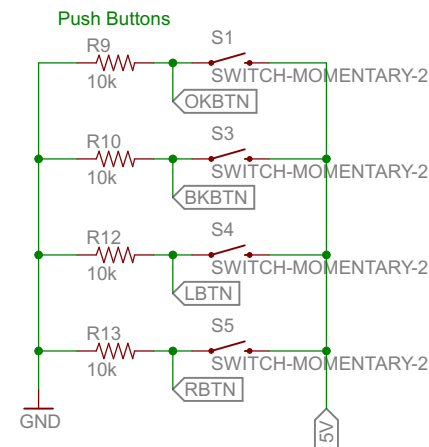 Push Buttons
R9
10k
S1
SWITCH-MOMENTARY-2
OKBTN
R10
10k
S3
SWITCH-MOMENTARY-2
BKBTN
R12
10k
S4
SWITCH-MOMENTARY-2
LBTN
R13
10k
S5
SWITCH-MOMENTARY-2
RBTN
GND
5V